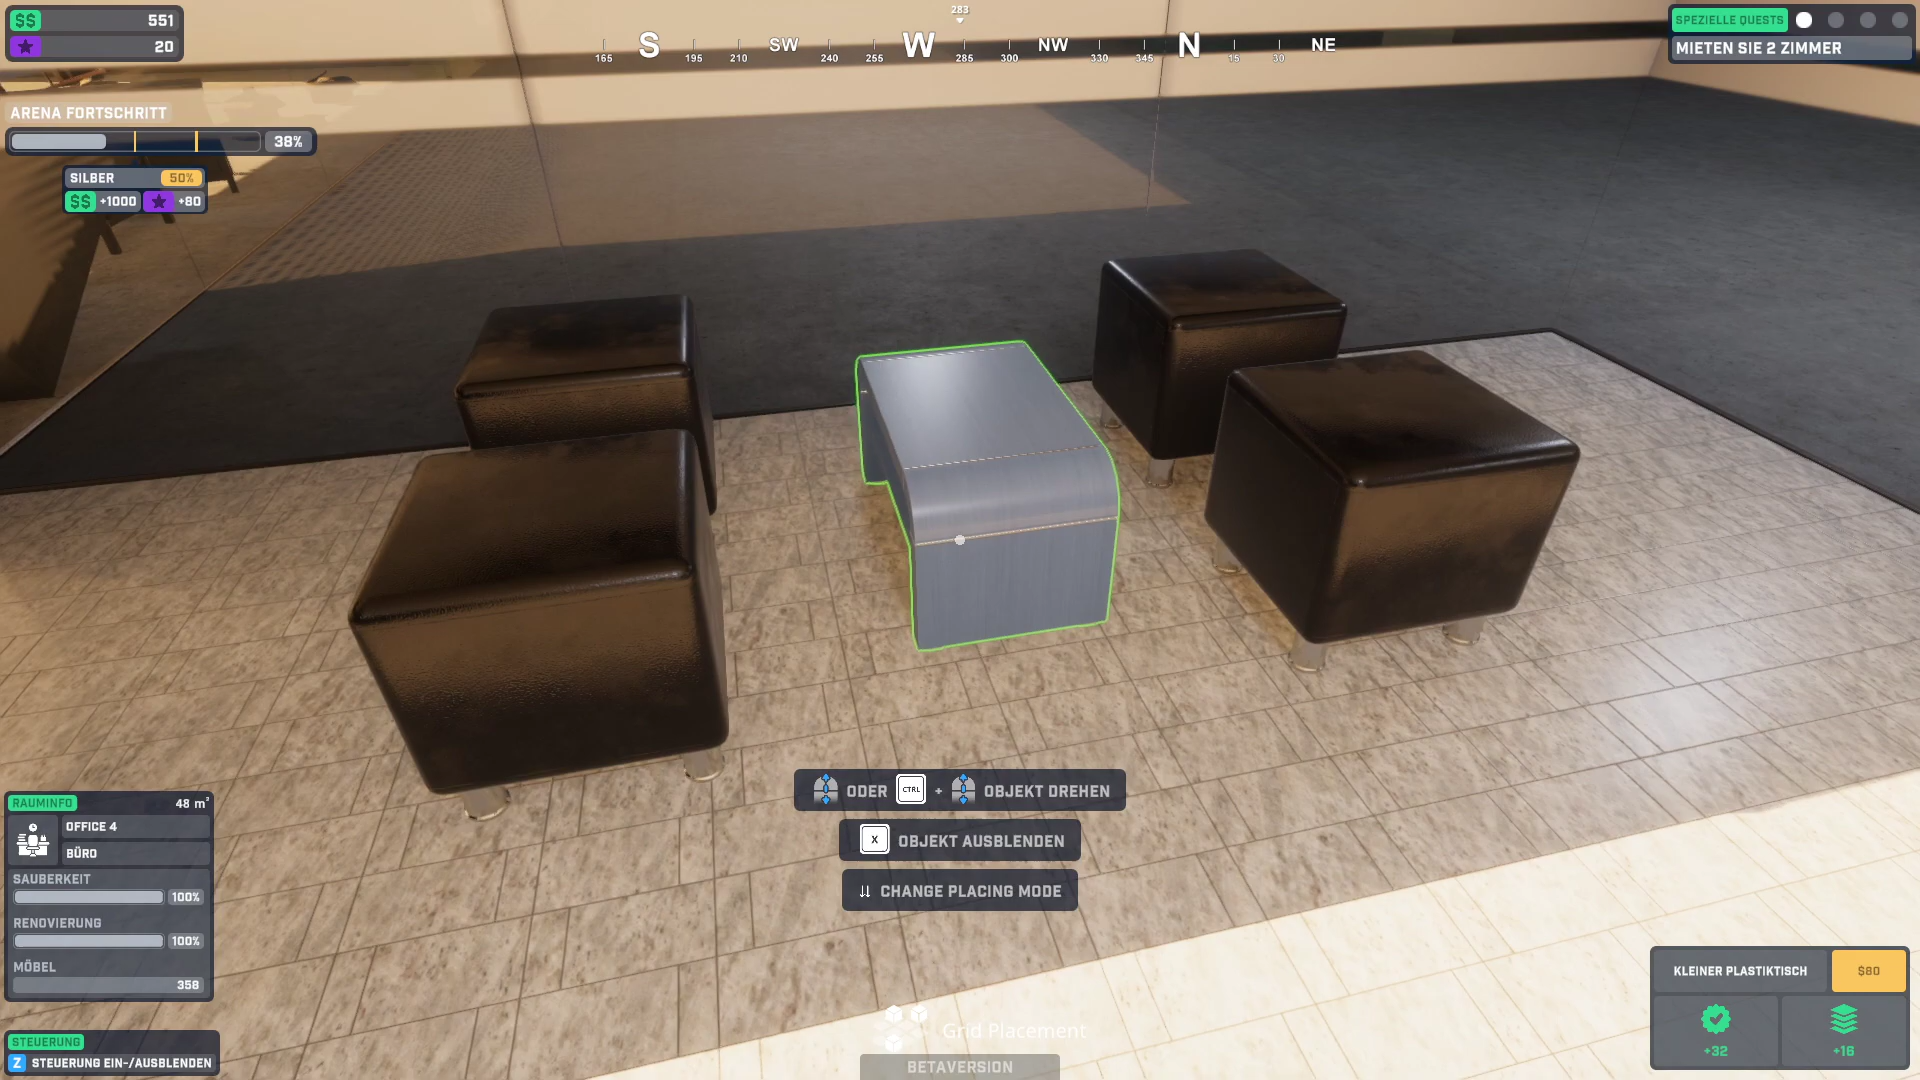 $$ 551
20
ARENA FORTSCHRITT
38%
SILBER 50%
$$ +1000 +80
283
S SW W NW N NE
165 195 210 240 255 285 300 330 345 15 30
SPEZIELLE QUESTS
MIETEN SIE 2 ZIMMER
ODER CTRL + OBJEKT DREHEN
X OBJEKT AUSBLENDEN
CHANGE PLACING MODE
RAUMINFO 48 m²
OFFICE 4
BÜRO
SAUBERKEIT
100%
RENOVIERUNG
100%
MÖBEL
358
STEUERUNG
Z STEUERUNG EIN-/AUSBLENDEN
Grid Placement
BETAVERSION
KLEINER PLASTIKTISCH $80
+32 +16